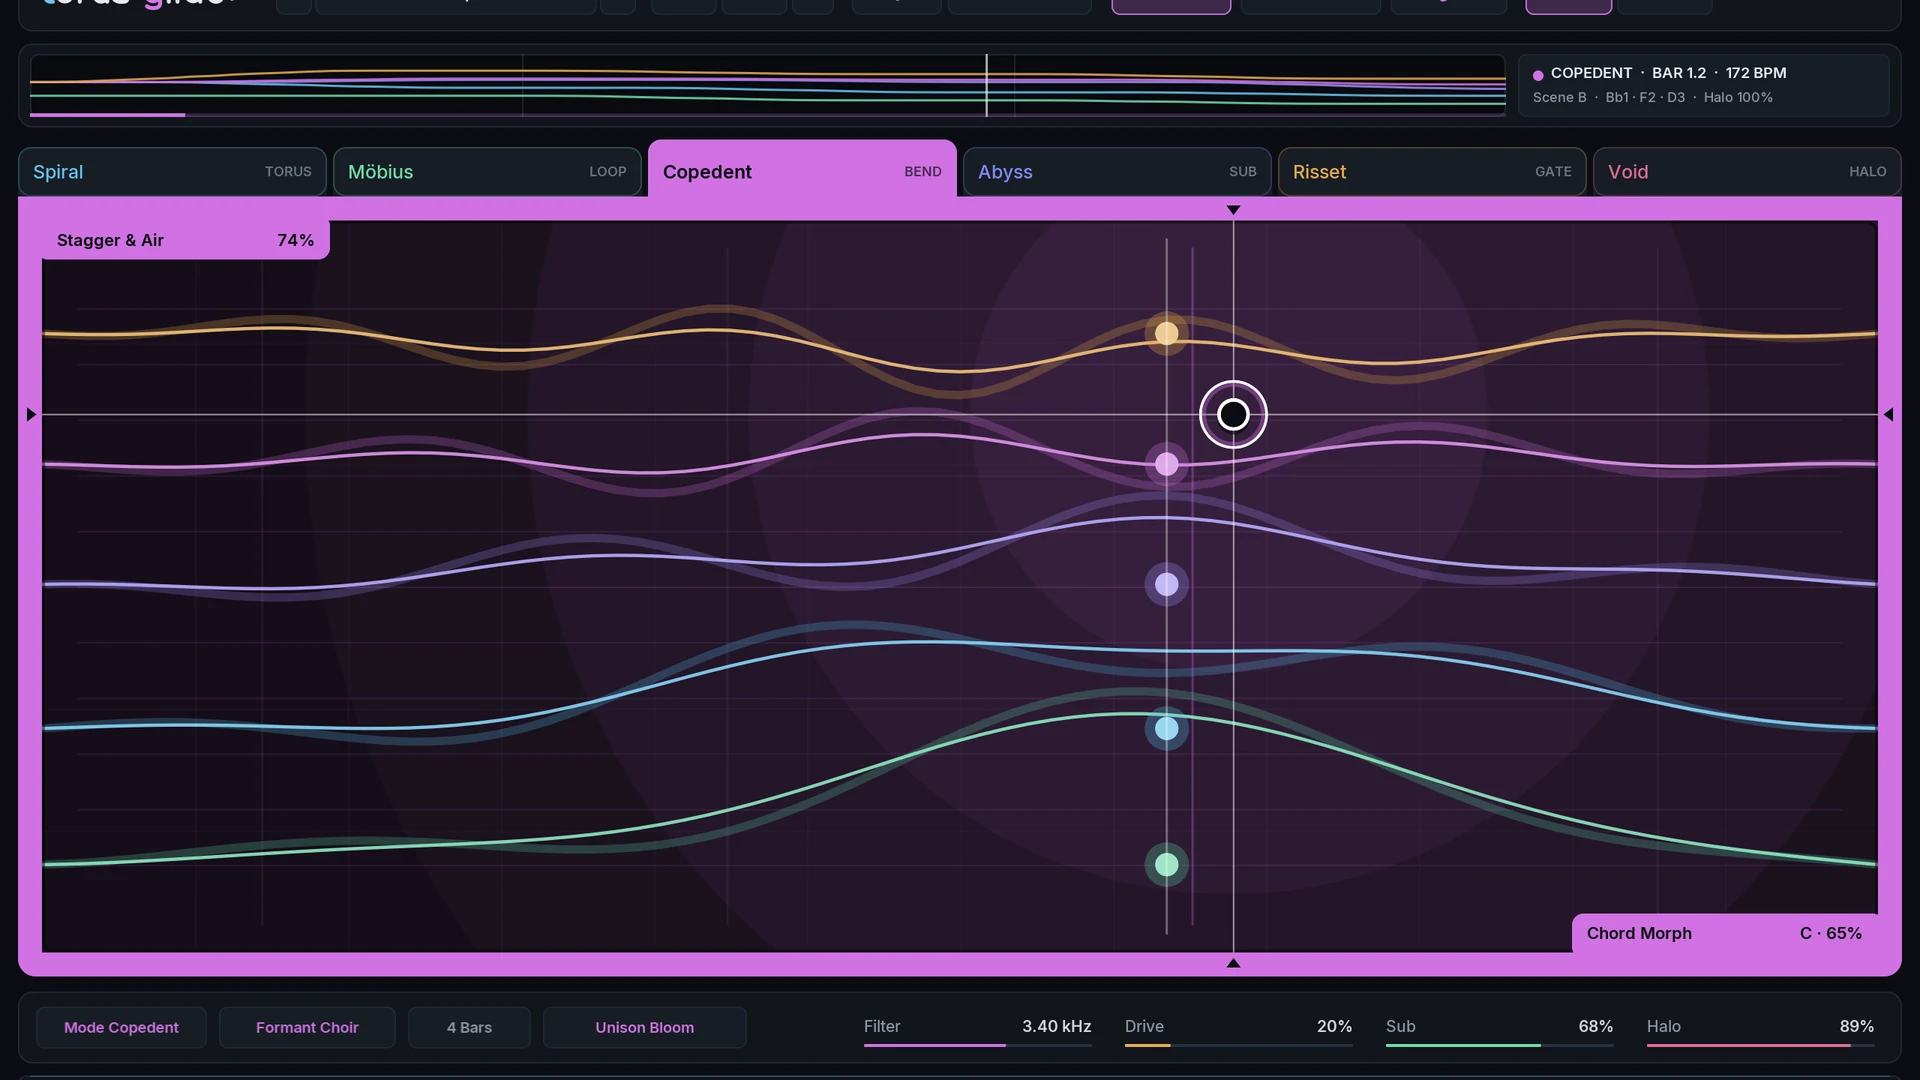 COPEDENT · BAR 1.2 · 172 BPM
Scene B · Bb1 · F2 · D3 · Halo 100%
Spiral TORUS
Möbius LOOP
Copedent BEND
Abyss SUB
Risset GATE
Void HALO
Stagger & Air 74%
Chord Morph C · 65%
Mode Copedent
Formant Choir
4 Bars
Unison Bloom
Filter 3.40 kHz
Drive 20%
Sub 68%
Halo 89%